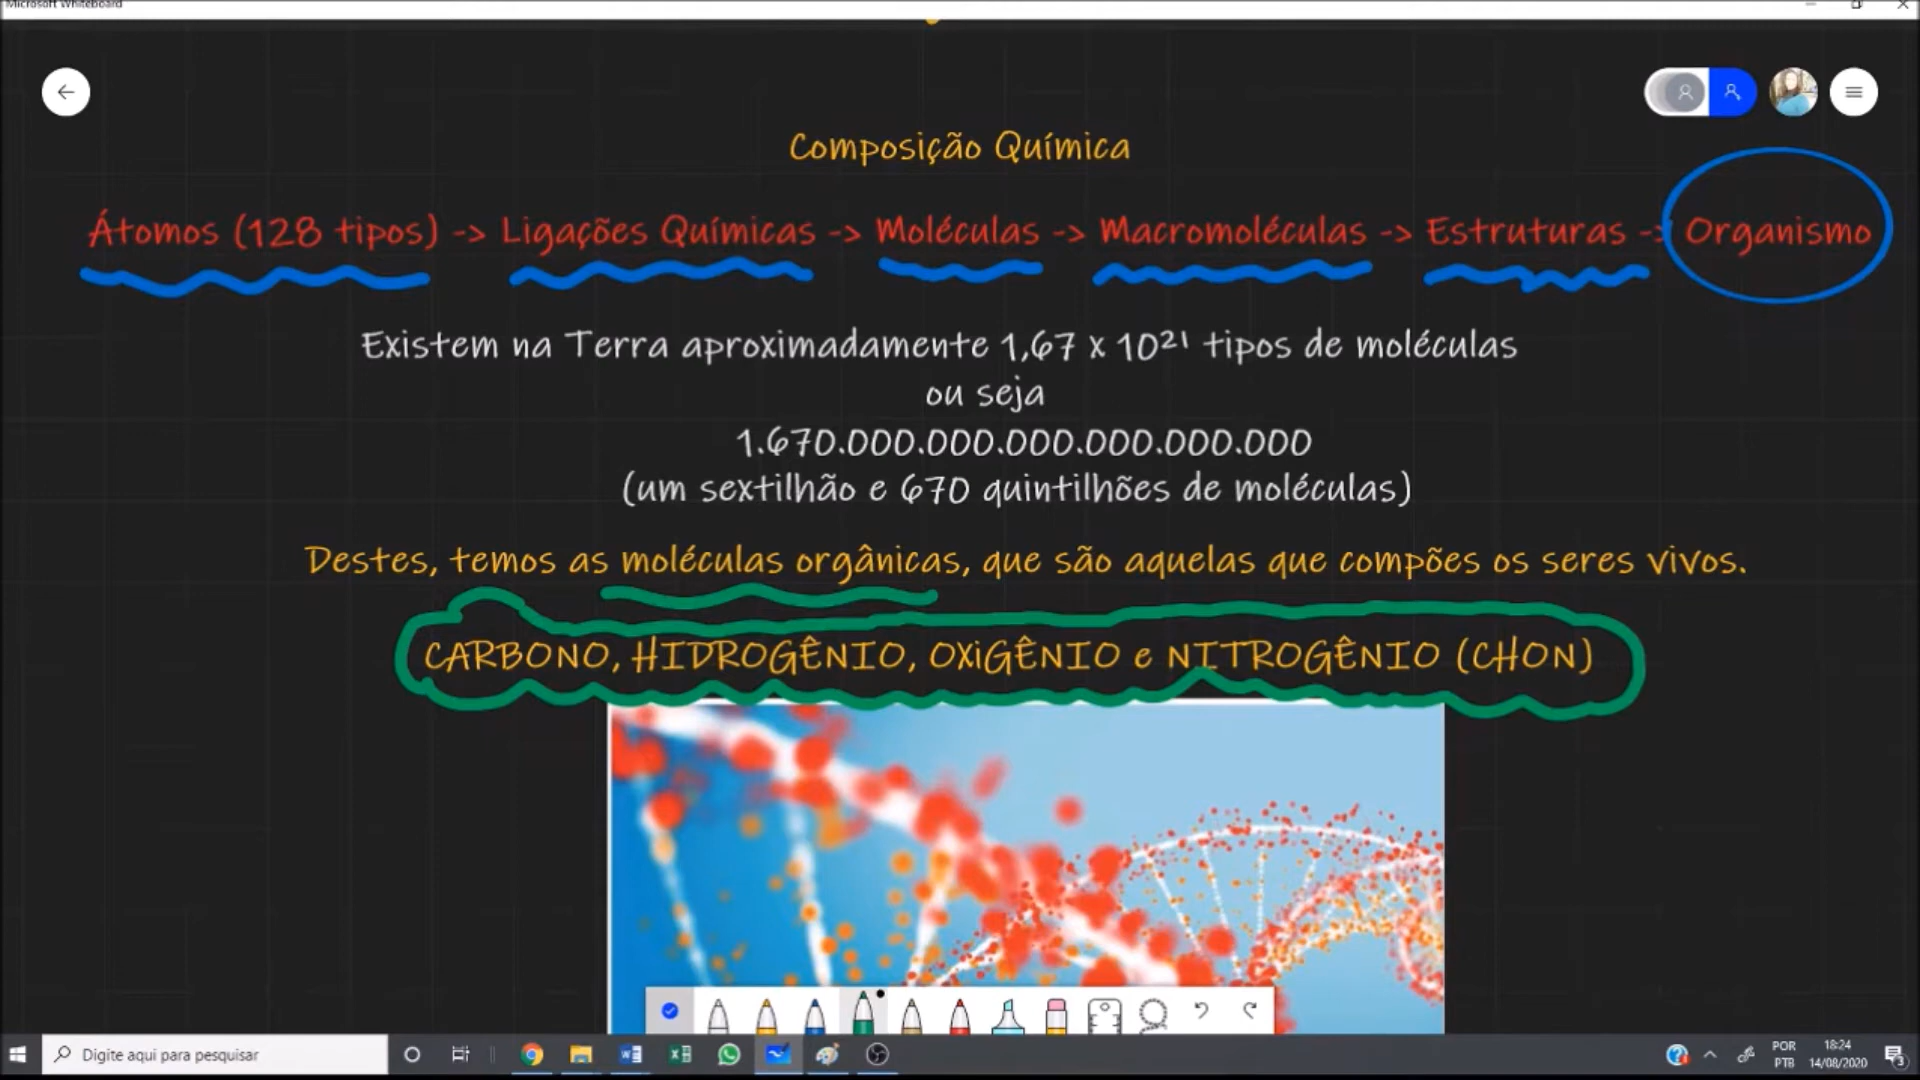 Microsoft Whiteboard
Composição Química
Átomos (128 tipos) -> Ligações Químicas -> Moléculas -> Macromoléculas -> Estruturas -> Organismo
Existem na Terra aproximadamente 1,67 x 10²¹ tipos de moléculas
ou seja
1.670.000.000.000.000.000.000
(um sextilhão e 670 quintilhões de moléculas)
Destes, temos as moléculas orgânicas, que são aquelas que compões os seres vivos.
CARBONO, HIDROGÊNIO, OXiGÊNIO e NITROGÊNIO (CHON)
Digite aqui para pesquisar
POR
PTB
18:24
14/08/2020
3